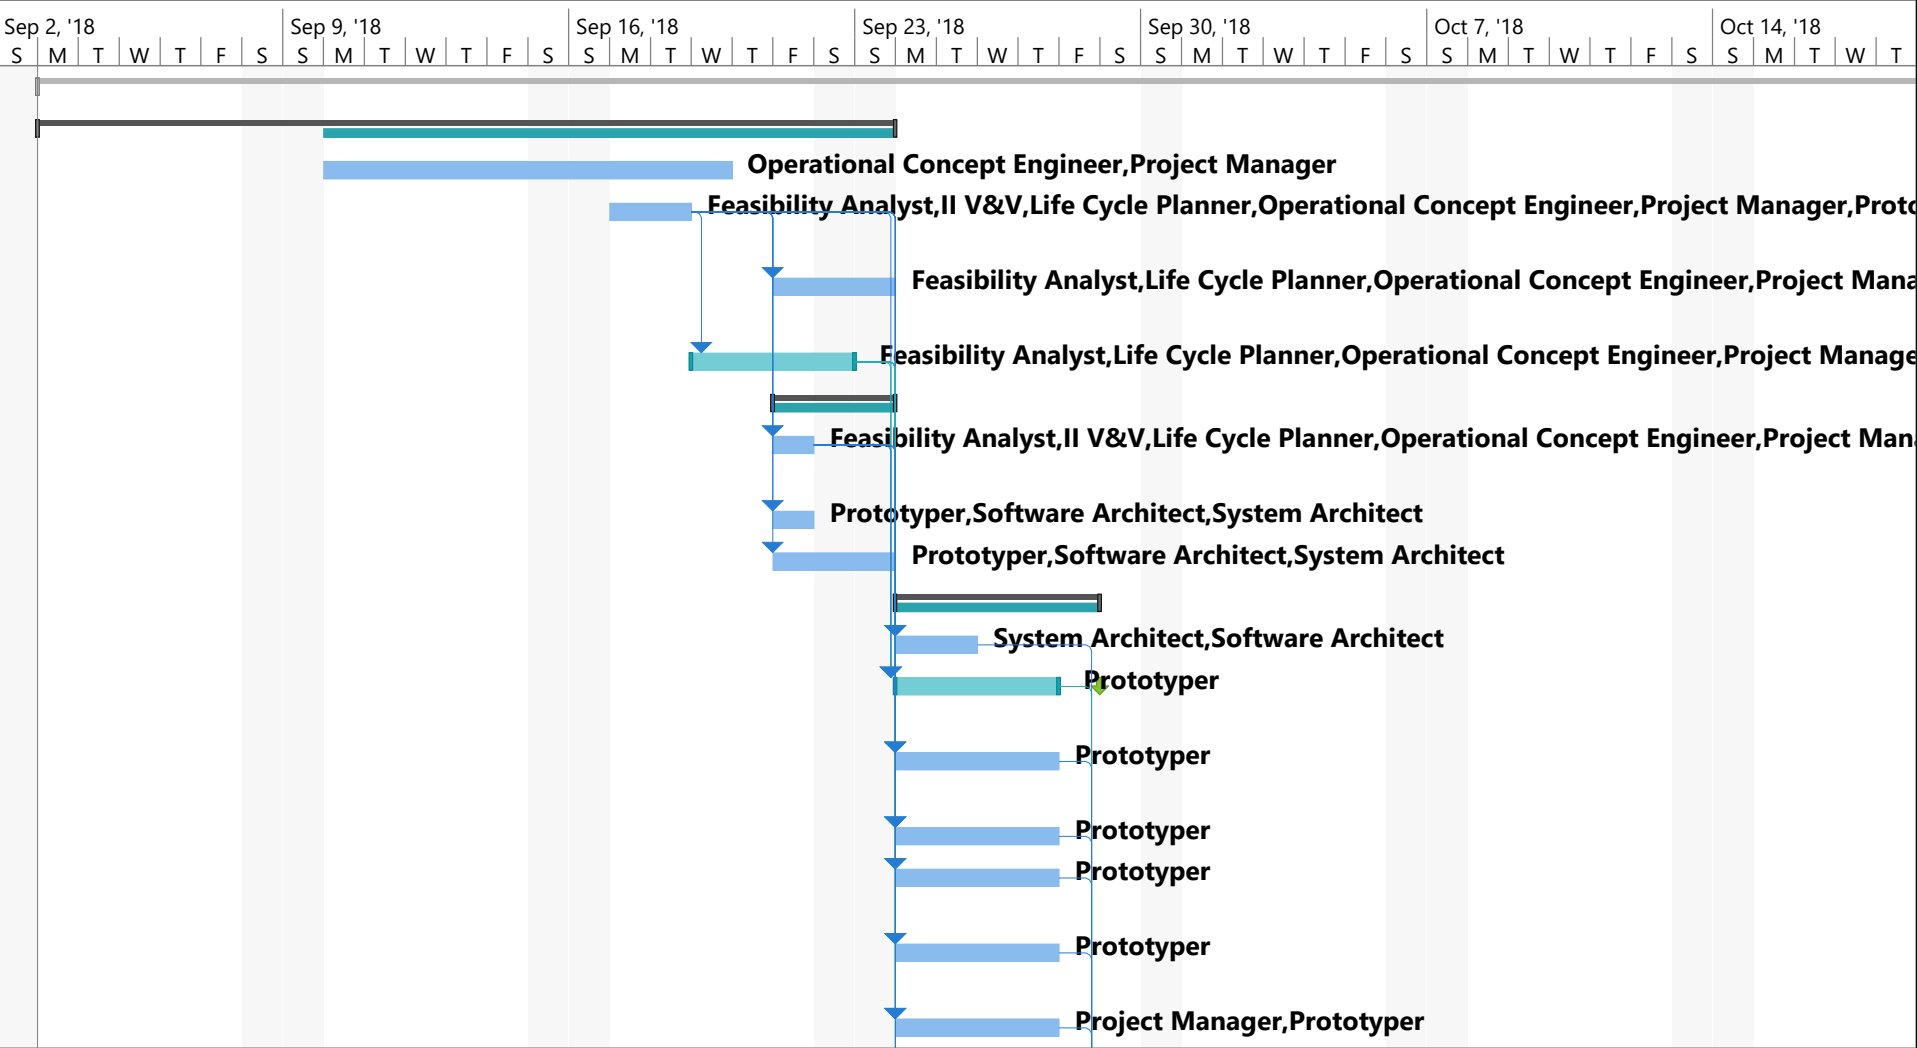 Sep 2, '18 Sep 9, '18 Sep 16, '18 Sep 23, '18 Sep 30, '18 Oct 7, '18 Oct 14, '18
S M T W T F S S M T W T F S S M T W T F S S M T W T F S S M T W T F S S M T W T F S S M T W T
Operational Concept Engineer,Project Manager
Feasibility Analyst,II V&V,Life Cycle Planner,Operational Concept Engineer,Project Manager,Proto
Feasibility Analyst,Life Cycle Planner,Operational Concept Engineer,Project Mana
Feasibility Analyst,Life Cycle Planner,Operational Concept Engineer,Project Manage
Feasibility Analyst,II V&V,Life Cycle Planner,Operational Concept Engineer,Project Man
Prototyper,Software Architect,System Architect
Prototyper,Software Architect,System Architect
System Architect,Software Architect
Prototyper
Prototyper
Prototyper
Prototyper
Prototyper
Project Manager,Prototyper